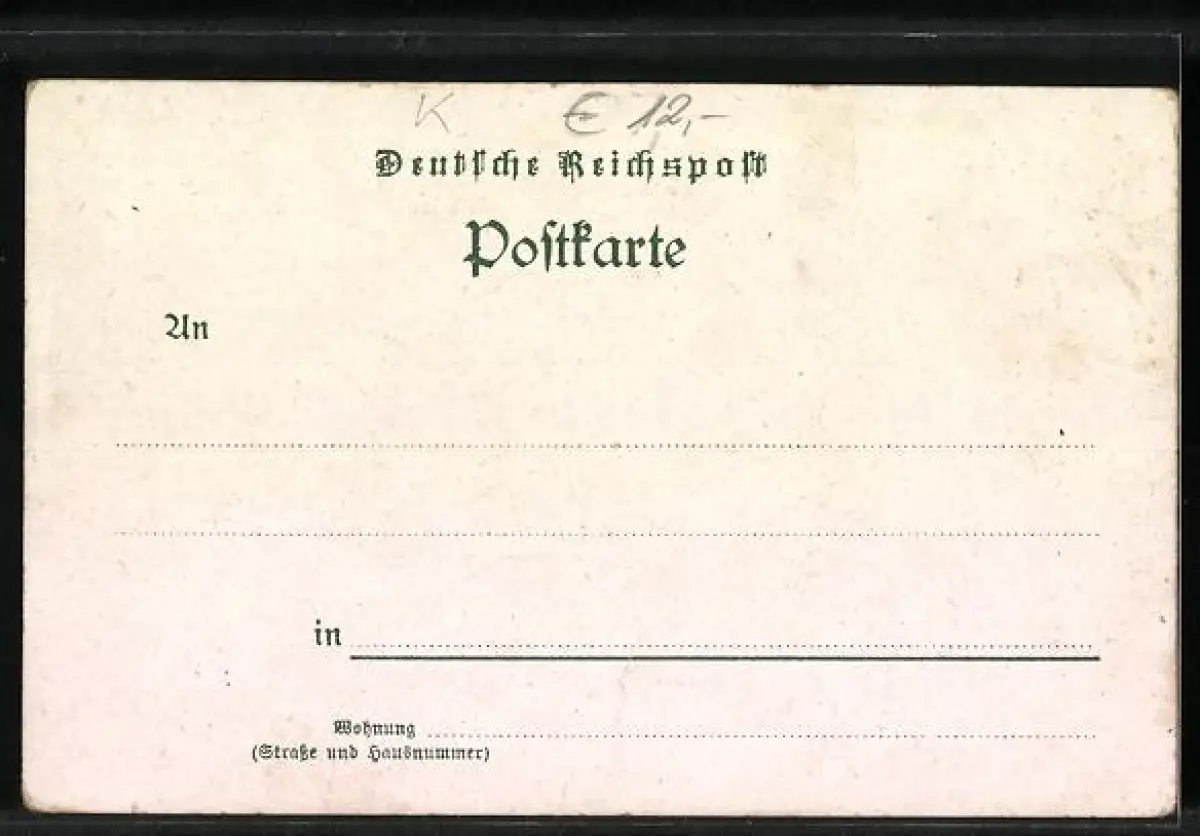 K € 12,-
Deutsche Reichspost
Postkarte
An
in
Wohnung
(Straße und Hausnummer)